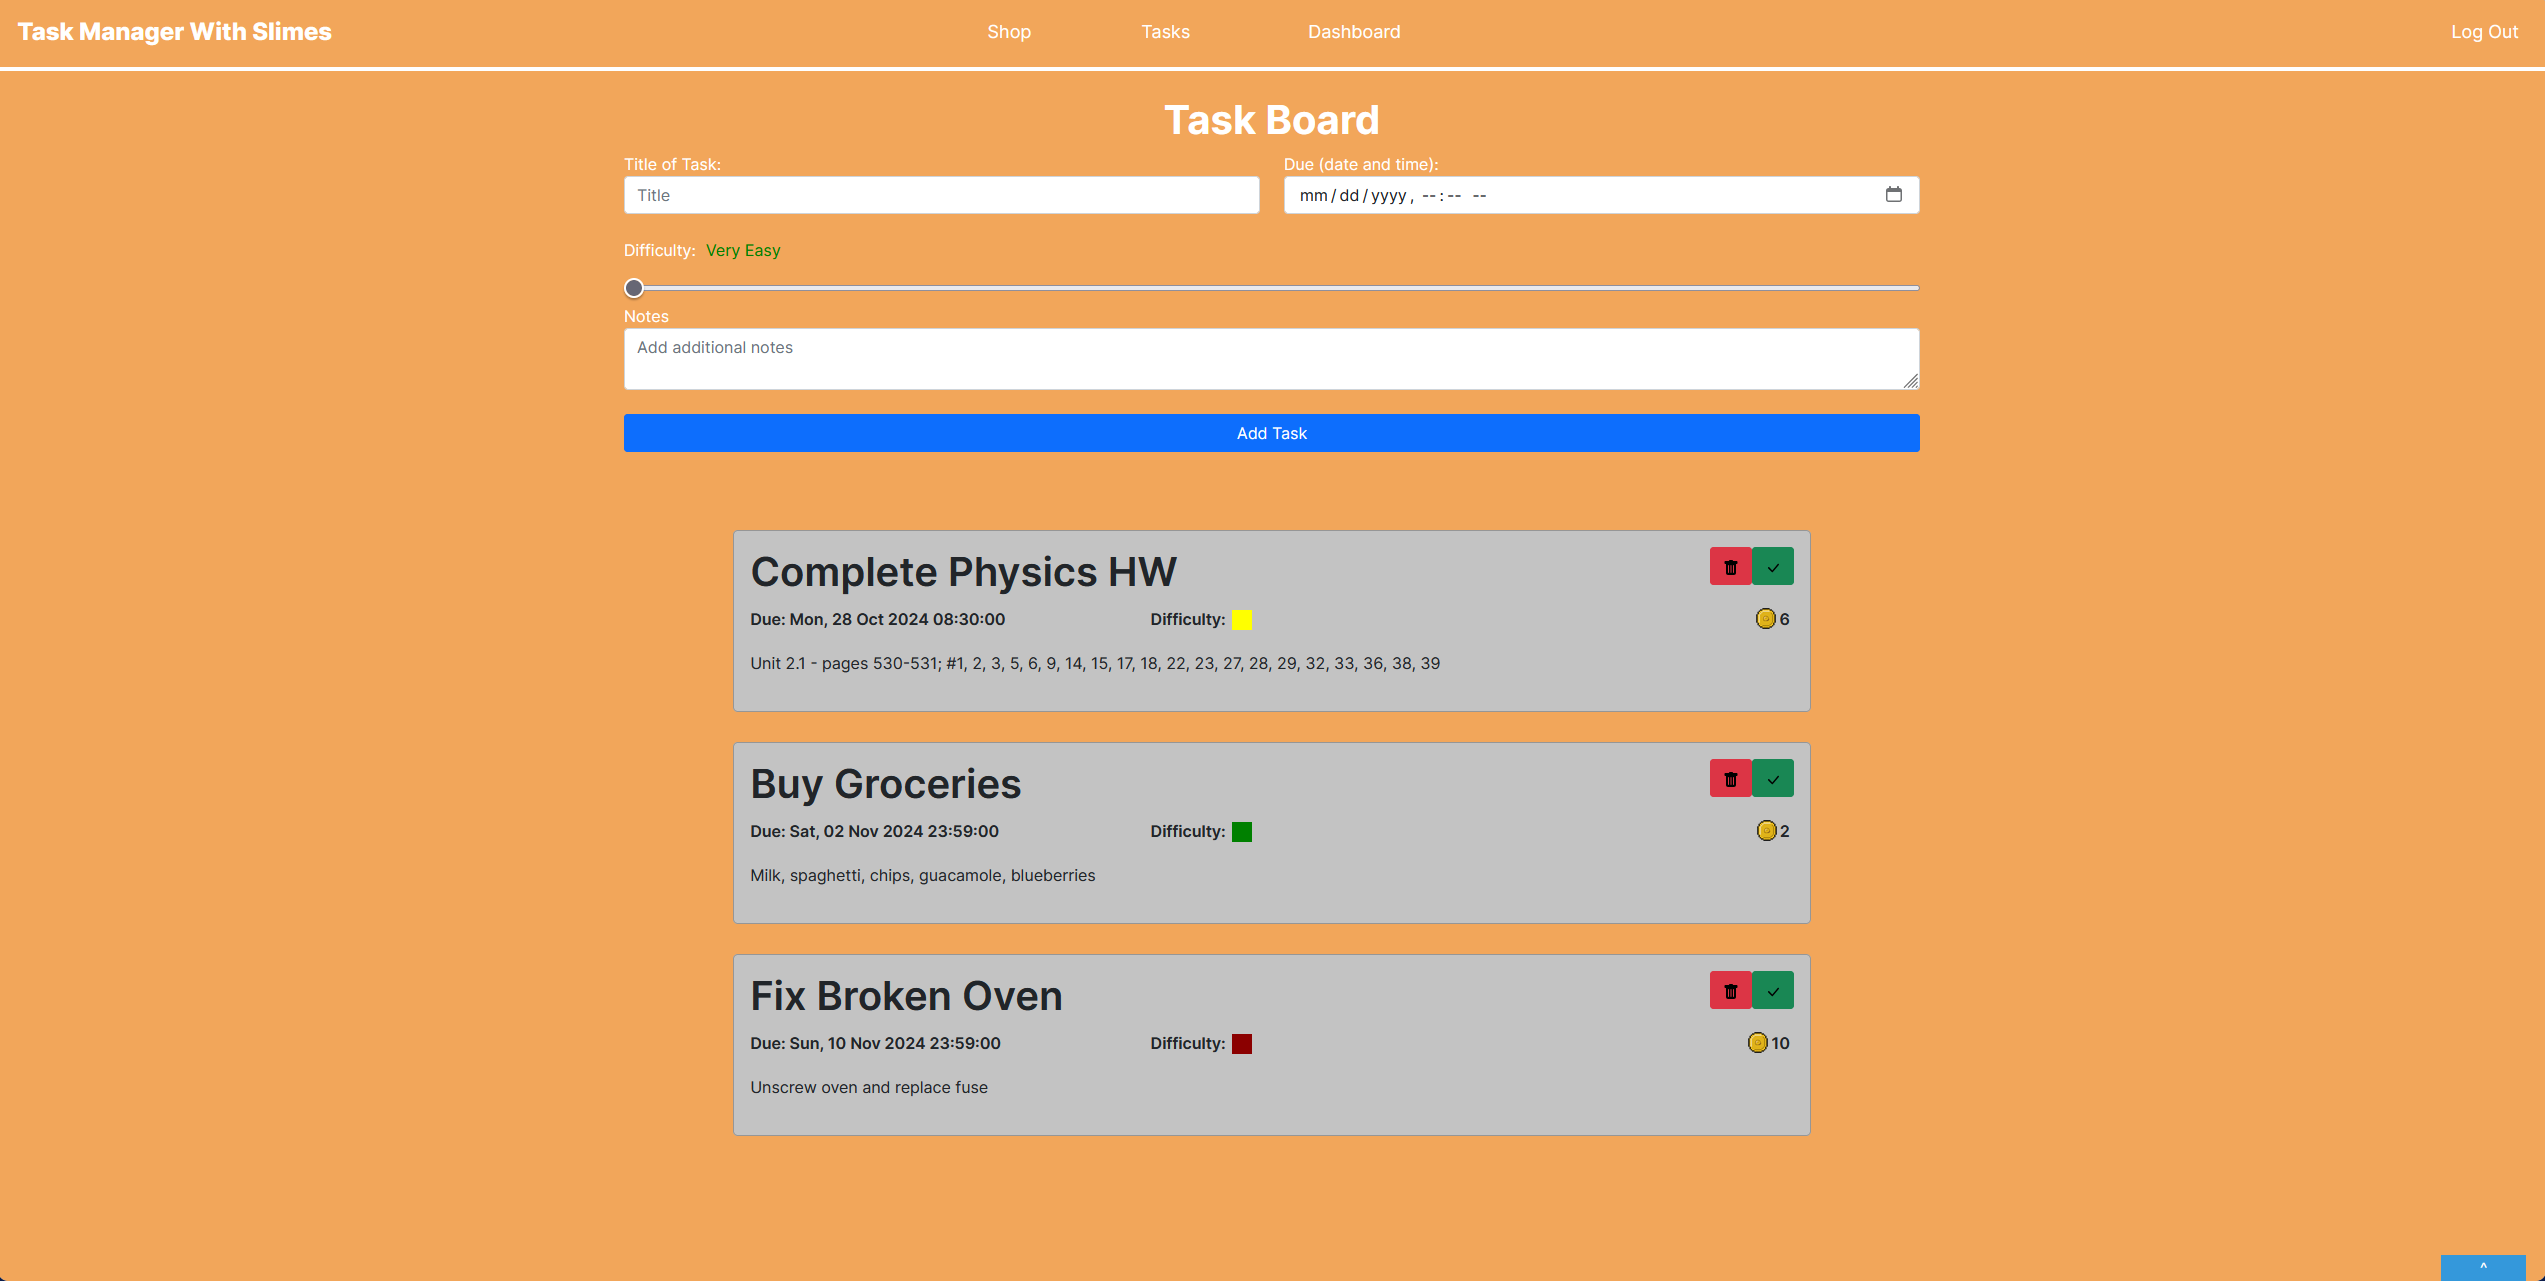 Task Manager With Slimes Shop Tasks Dashboard Log Out
Task Board
Title of Task: Due (date and time):
Title mm/dd/yyyy, --:-- --
Difficulty: Very Easy
Notes
Add additional notes
Add Task
Complete Physics HW
Due: Mon, 28 Oct 2024 08:30:00 Difficulty: 6
Unit 2.1 - pages 530-531; #1, 2, 3, 5, 6, 9, 14, 15, 17, 18, 22, 23, 27, 28, 29, 32, 33, 36, 38, 39
Buy Groceries
Due: Sat, 02 Nov 2024 23:59:00 Difficulty: 2
Milk, spaghetti, chips, guacamole, blueberries
Fix Broken Oven
Due: Sun, 10 Nov 2024 23:59:00 Difficulty: 10
Unscrew oven and replace fuse
^